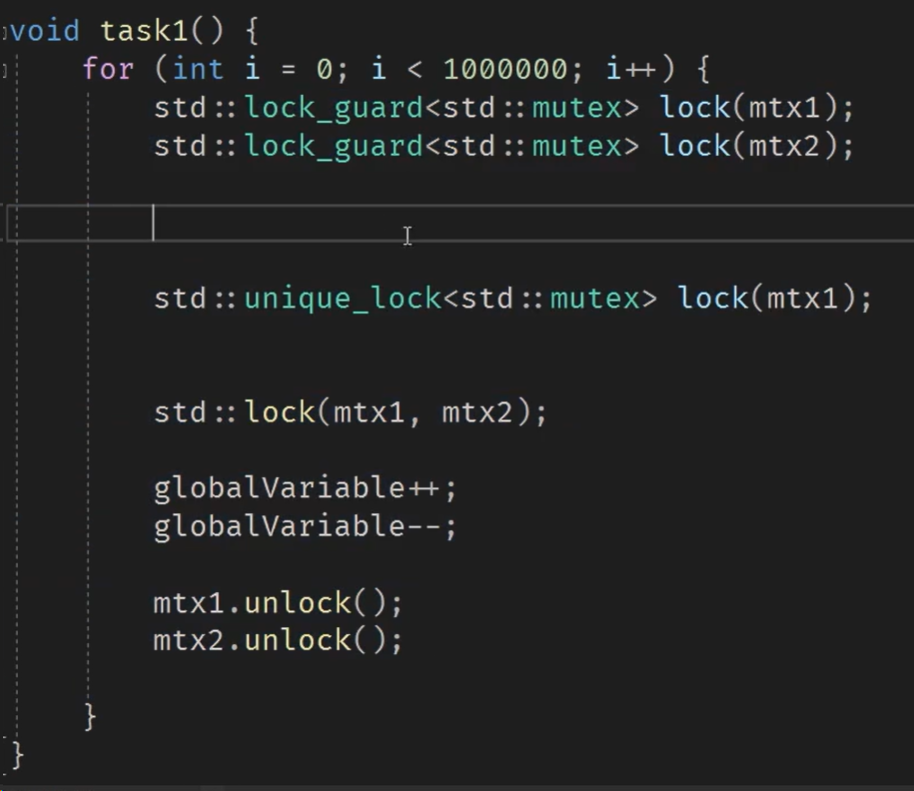 void task1() {
for (int i = 0; i < 1000000; i++) {
std::lock_guard<std::mutex> lock(mtx1);
std::lock_guard<std::mutex> lock(mtx2);
std::unique_lock<std::mutex> lock(mtx1);
std::lock(mtx1, mtx2);
globalVariable++;
globalVariable--;
mtx1.unlock();
mtx2.unlock();
}
}